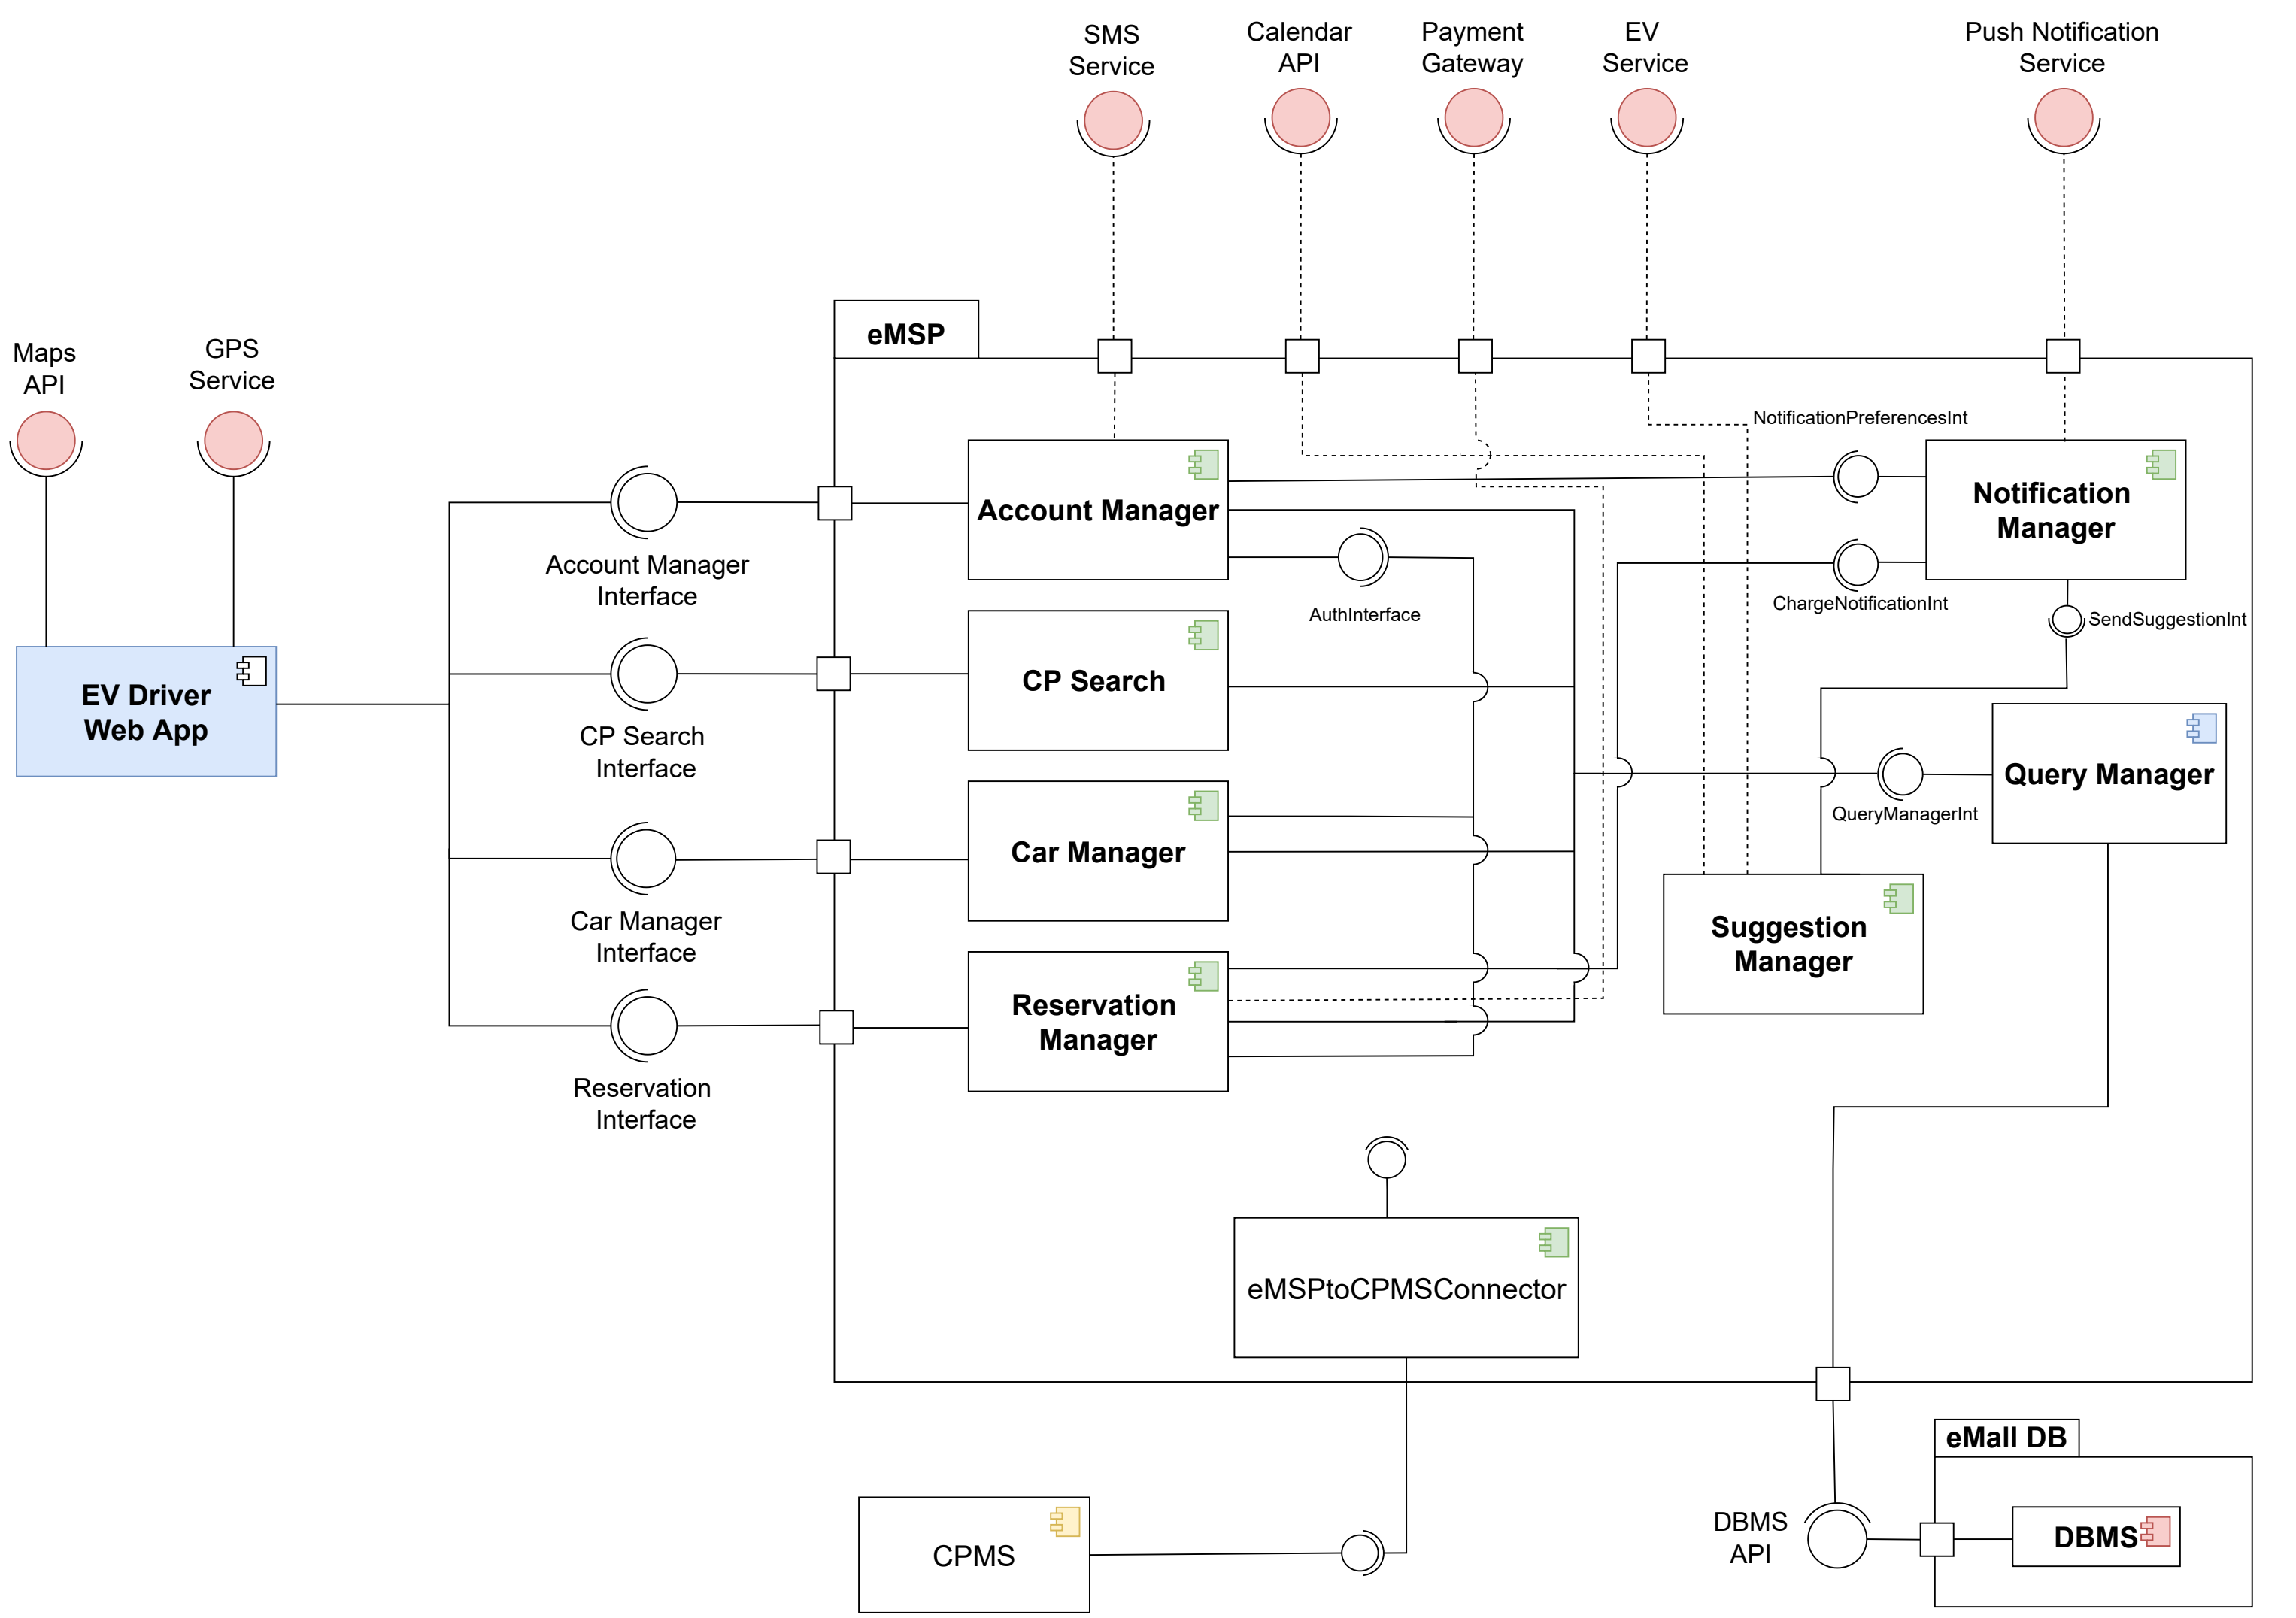 SMS
Service
Calendar
API
Payment
Gateway
EV
Service
Push Notification
Service
eMSP
Maps
API
GPS
Service
NotificationPreferencesInt
Account Manager
Notification
Manager
Account Manager
Interface
AuthInterface
ChargeNotificationInt
SendSuggestionInt
EV Driver
Web App
CP Search
CP Search
Interface
Query Manager
QueryManagerInt
Car Manager
Car Manager
Interface
Suggestion
Manager
Reservation
Manager
Reservation
Interface
eMSPtoCPMSConnector
eMall DB
DBMS
API
DBMS
CPMS